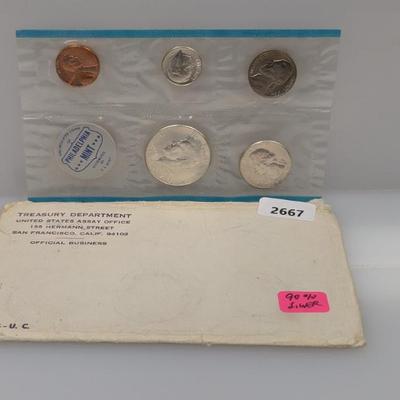 PHILADELPHIA
MINT
2667
TREASURY DEPARTMENT
UNITED STATES ASSAY OFFICE
155 HERMANN STREET
SAN FRANCISCO, CALIF. 94102
OFFICIAL BUSINESS
90 %
SILVER
- U. C